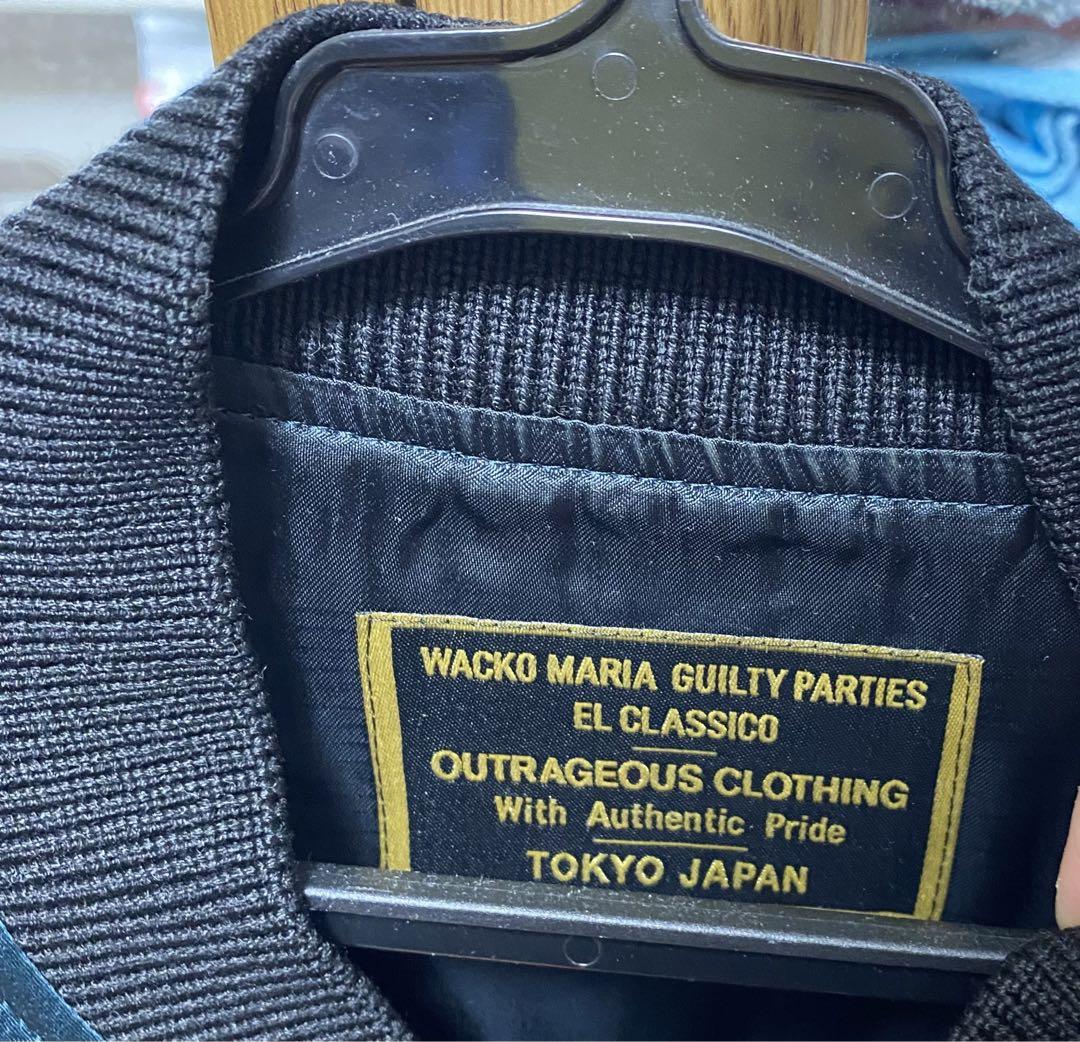 WACKO MARIA GUILTY PARTIES
EL CLASSICO
OUTRAGEOUS CLOTHING
With Authentic Pride
TOKYO JAPAN